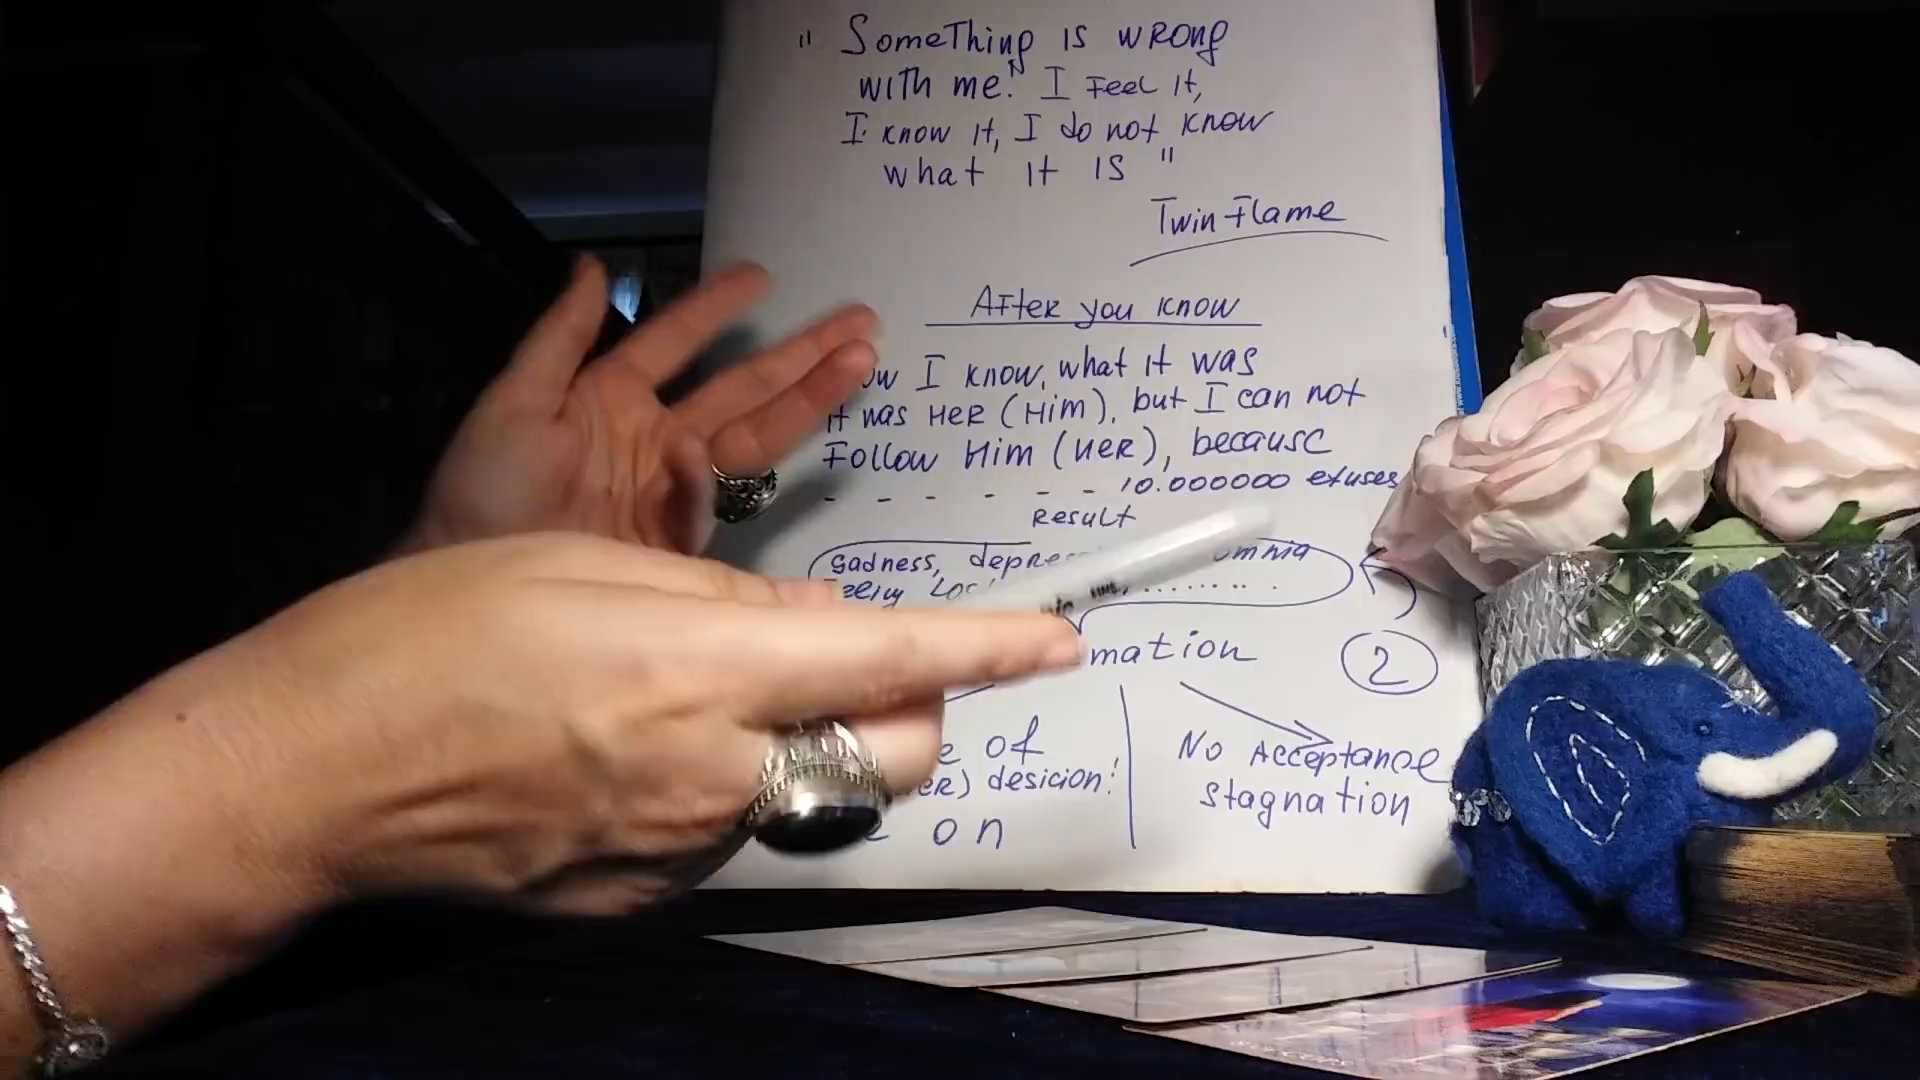 " Something is wrong
with me." I Feel it,
I know it, I do not know
what it is "
Twin Flame
After you know
I know, what it was
it was Her (Him), but I can not
Follow Him (Her), because
- - - - - - 10.000000 exuses
Result
sadness,
2
of
desicion!
on
No Acceptance
stagnation